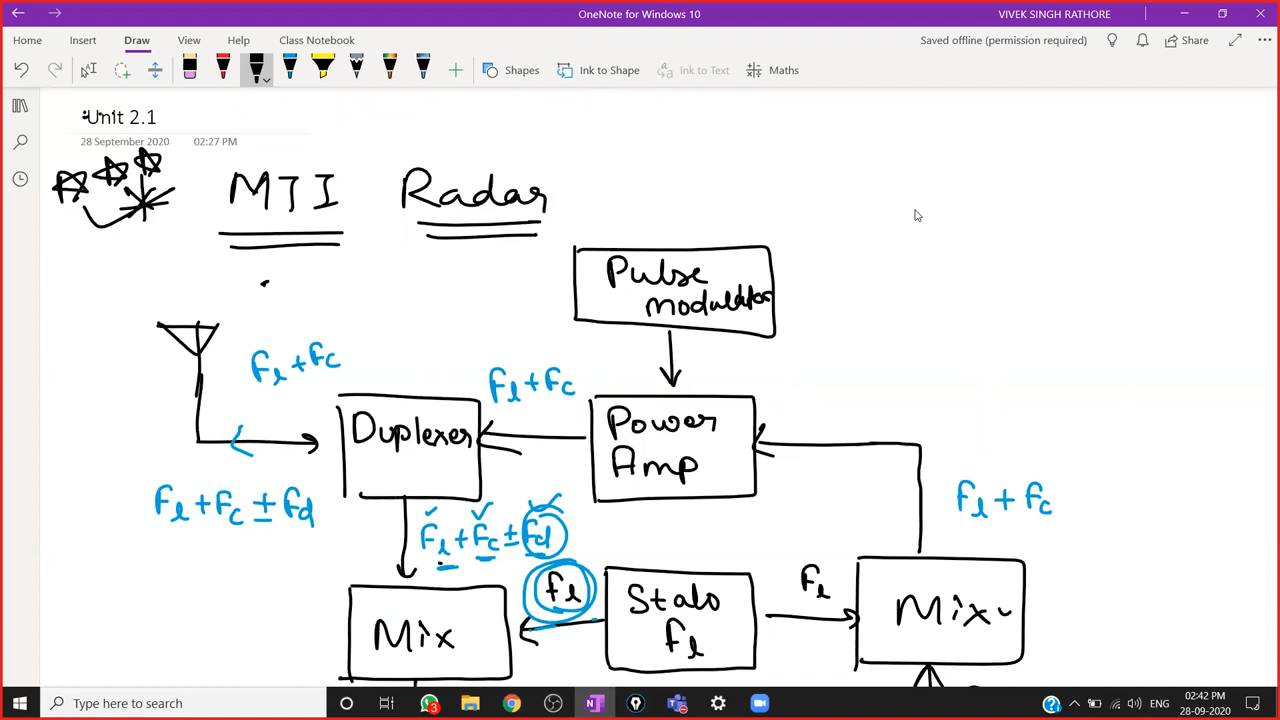 OneNote for Windows 10
VIVEK SINGH RATHORE
Home Insert Draw View Help Class Notebook
Saved offline (permission required)
Share
Shapes Ink to Shape Ink to Text Maths
Unit 2.1
28 September 2020 02:27 PM
MTI Radar
Pulse
modulator
Fl + Fc
Fl + Fc
Duplexer
Power
Amp
Fl + Fc ± Fd
Fl + Fc
Fl + Fc ± Fd
fl
Stalo
fl
Fl
Mix
Mix
Type here to search
3
ENG
02:42 PM
28-09-2020